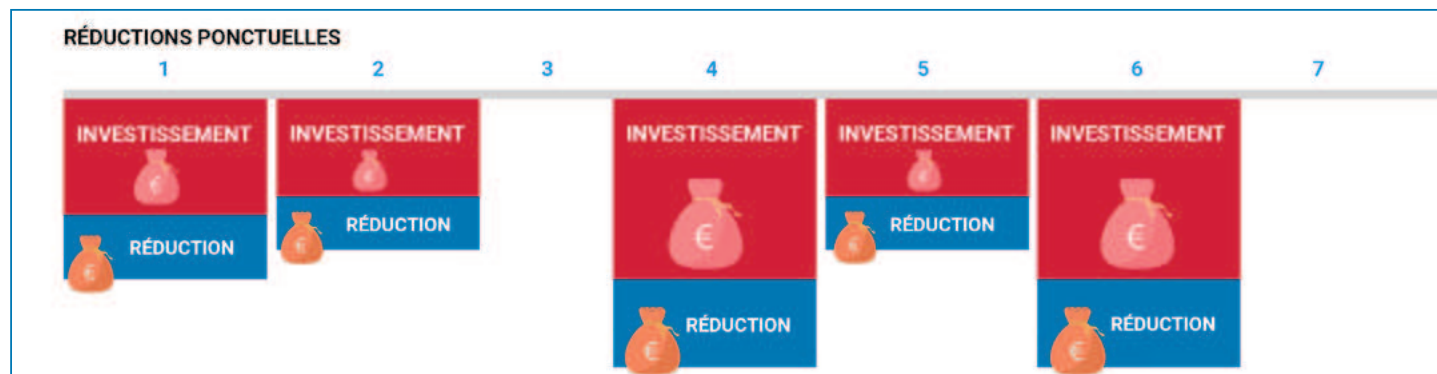 RÉDUCTIONS PONCTUELLES
1 2 3 4 5 6 7
INVESTISSEMENT INVESTISSEMENT INVESTISSEMENT INVESTISSEMENT INVESTISSEMENT
€ € € € €
RÉDUCTION RÉDUCTION RÉDUCTION RÉDUCTION RÉDUCTION
€ € € € €